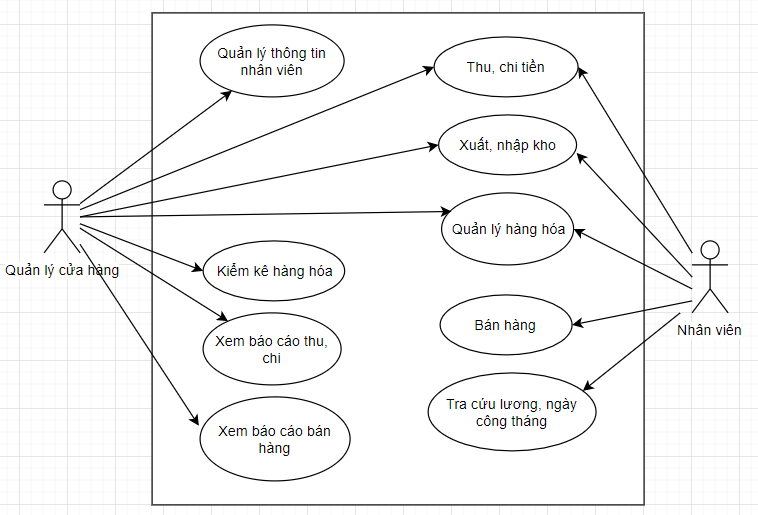 Quản lý thông tin
nhân viên
Thu, chi tiền
Xuất, nhập kho
Quản lý hàng hóa
Quản lý cửa hàng
Kiểm kê hàng hóa
Nhân viên
Bán hàng
Xem báo cáo thu,
chi
Tra cứu lương, ngày
công tháng
Xem báo cáo bán
hàng